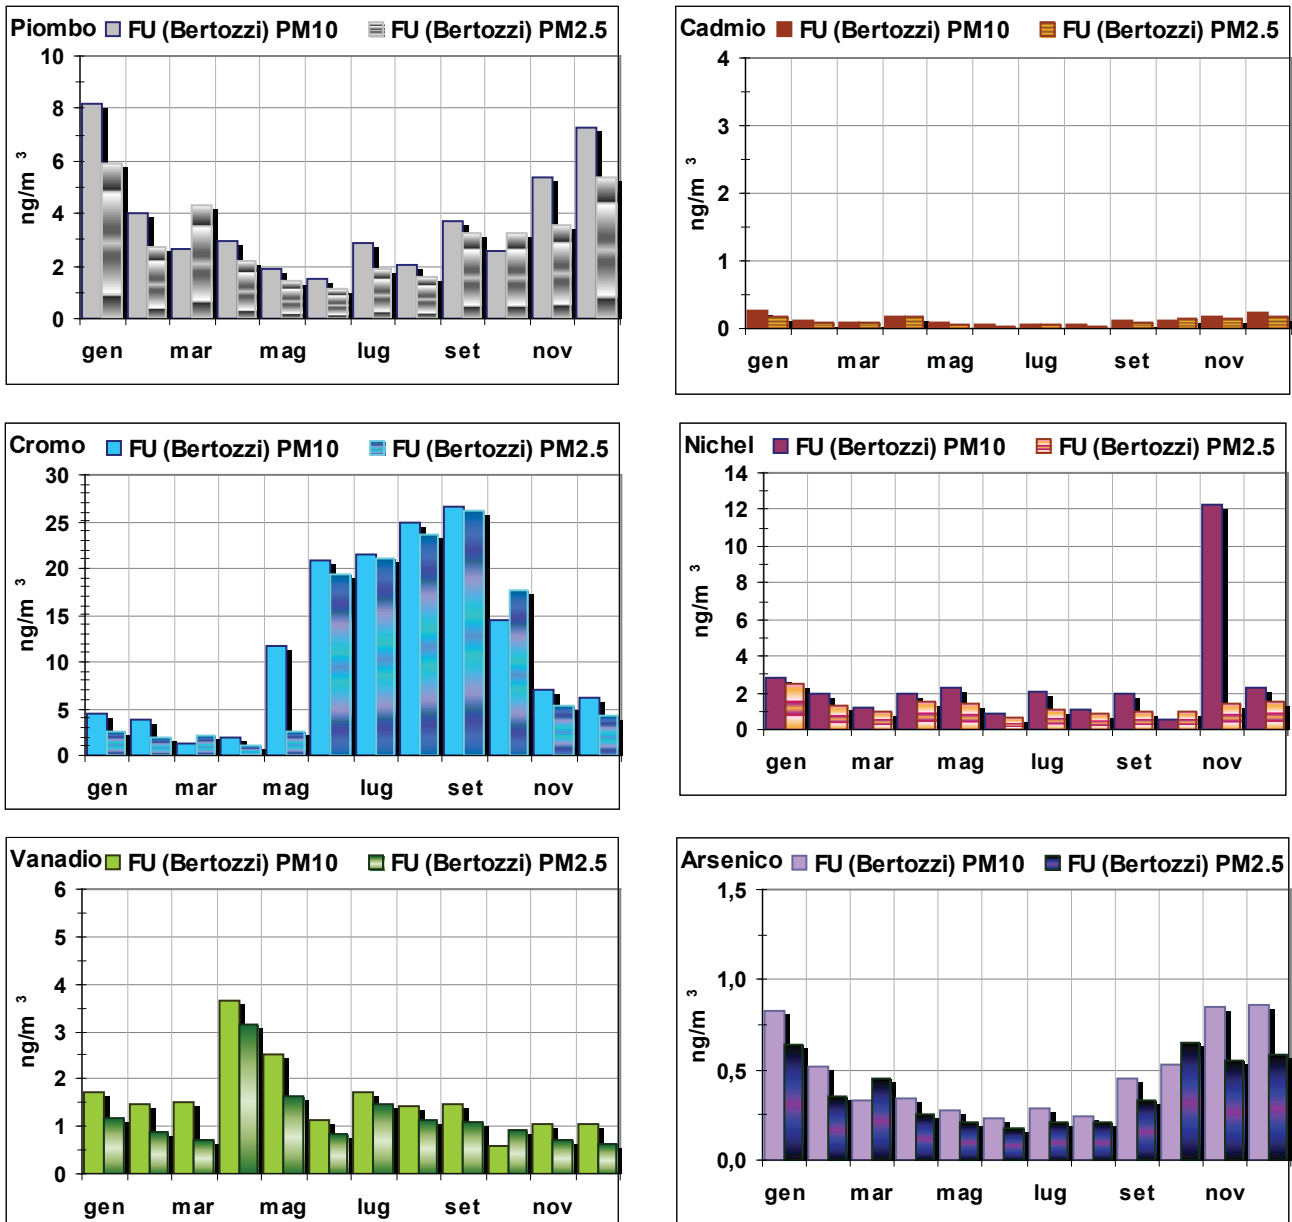 Piombo FU (Bertozzi) PM10 FU (Bertozzi) PM2.5
10
8
6
4
2
0
ng/m 3
gen mar mag lug set nov
Cadmio FU (Bertozzi) PM10 FU (Bertozzi) PM2.5
4
3
2
1
0
ng/m 3
gen mar mag lug set nov
Cromo FU (Bertozzi) PM10 FU (Bertozzi) PM2.5
30
25
20
15
10
5
0
ng/m 3
gen mar mag lug set nov
Nichel FU (Bertozzi) PM10 FU (Bertozzi) PM2.5
14
12
10
8
6
4
2
0
ng/m 3
gen mar mag lug set nov
Vanadio FU (Bertozzi) PM10 FU (Bertozzi) PM2.5
6
5
4
3
2
1
0
ng/m 3
gen mar mag lug set nov
Arsenico FU (Bertozzi) PM10 FU (Bertozzi) PM2.5
1,5
1,0
0,5
0,0
ng/m 3
gen mar mag lug set nov